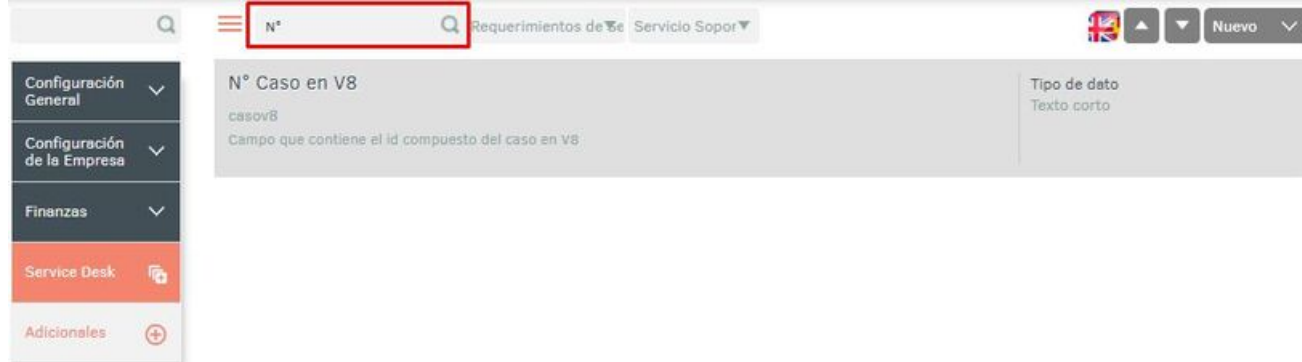 N°
Requerimientos de Se
Servicio Sopor
Nuevo
Configuración
General
Configuración
de la Empresa
Finanzas
Service Desk
Adicionales
N° Caso en V8
casov8
Campo que contiene el id compuesto del caso en V8
Tipo de dato
Texto corto